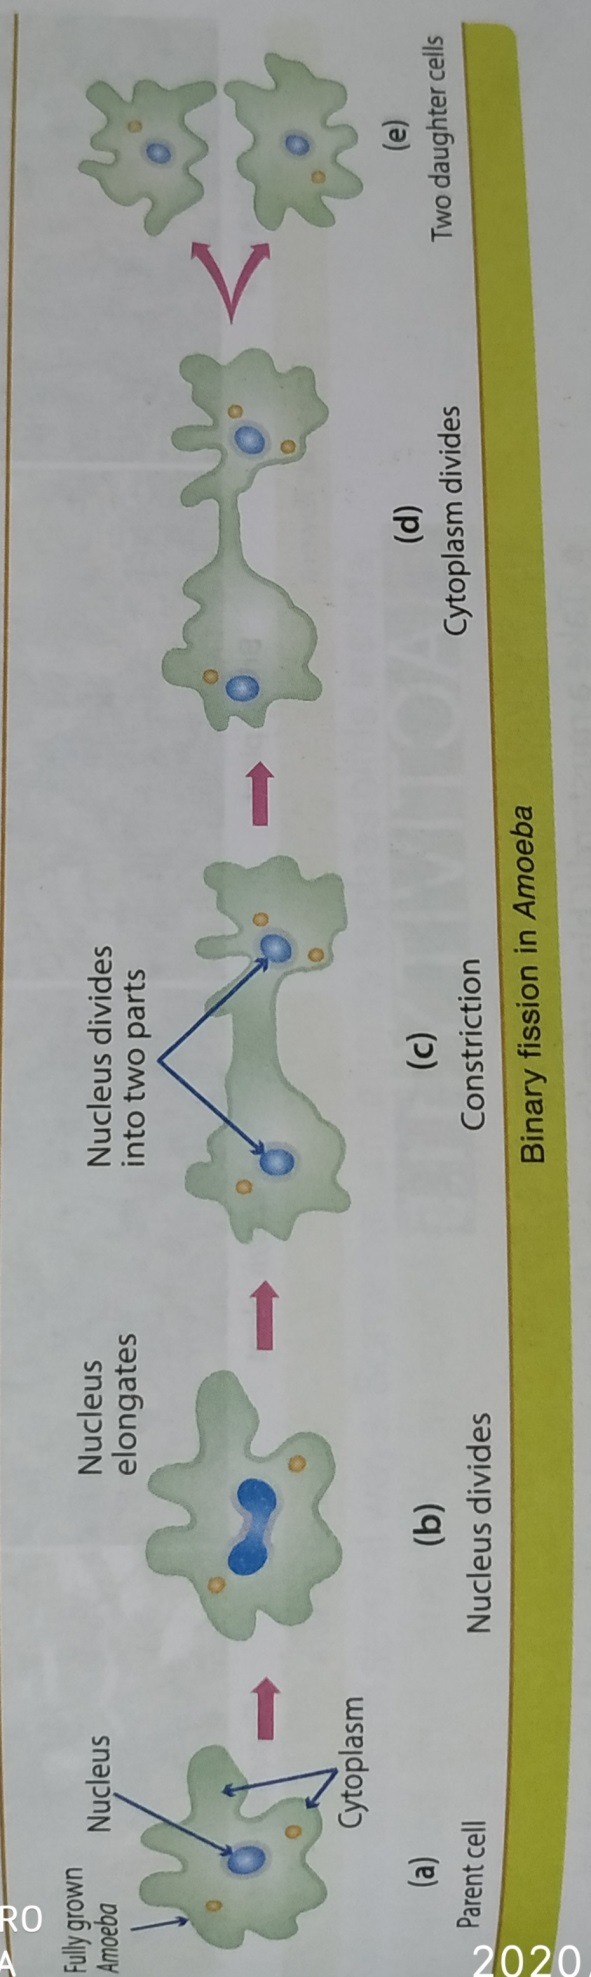 Fully grown
Amoeba
Nucleus
Cytoplasm
(a)
Parent cell
Nucleus
elongates
(b)
Nucleus divides
Nucleus divides
into two parts
(c)
Constriction
(d)
Cytoplasm divides
(e)
Two daughter cells
Binary fission in Amoeba
RO
A
2020